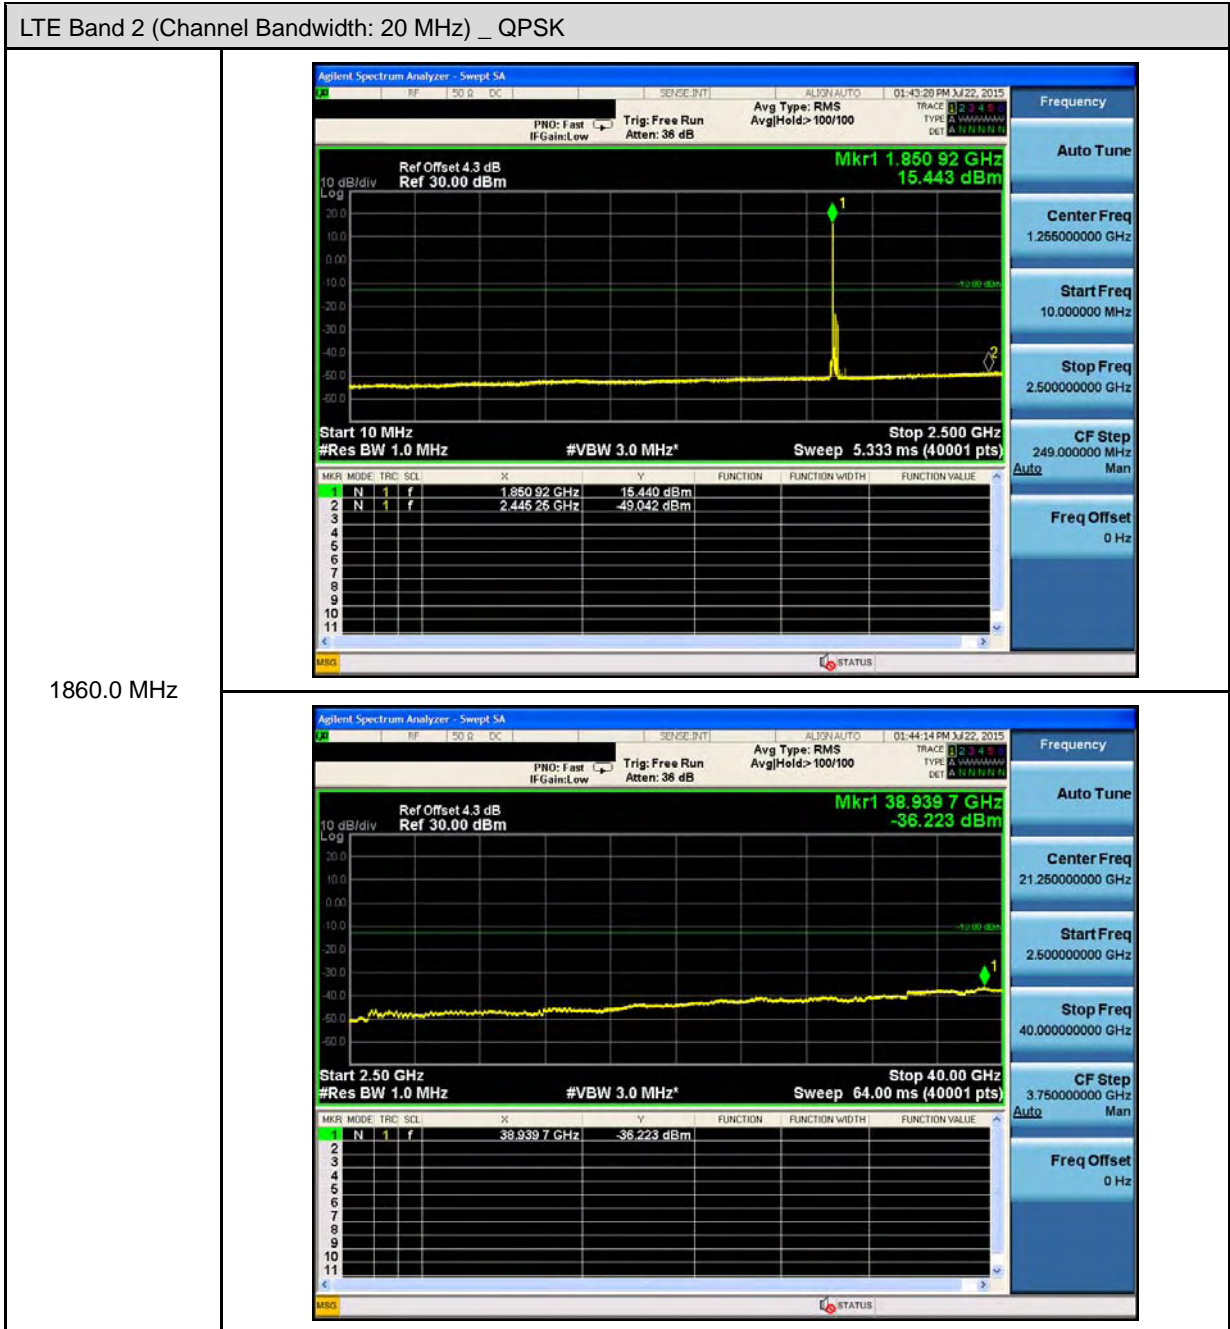 LTE Band 2 (Channel Bandwidth: 20 MHz) _ QPSK
1860.0 MHz
Agilent Spectrum Analyzer - Swept SA
RF 50 Ω DC SENSE:INT ALIGN AUTO 01:43:28 PM Jul 22, 2015
PNO: Fast Trig: Free Run Avg Type: RMS TRACE 1 2 3 4 5 6
IFGain:Low Atten: 36 dB Avg|Hold:> 100/100 TYPE A WWWWW
DET A N N N N N
Mkr1 1.850 92 GHz
15.443 dBm
Ref Offset 4.3 dB
10 dB/div Ref 30.00 dBm
Log
20.0
10.0
0.00
-10.0
-20.0
-30.0
-40.0
-50.0
-60.0
1
2
Start 10 MHz Stop 2.500 GHz
#Res BW 1.0 MHz #VBW 3.0 MHz* Sweep 5.333 ms (40001 pts)
MKR MODE TRC SCL X Y FUNCTION FUNCTION WIDTH FUNCTION VALUE
1 N 1 f 1.850 92 GHz 15.440 dBm
2 N 1 f 2.445 25 GHz -49.042 dBm
3
4
5
6
7
8
9
10
11
MSG STATUS
Frequency
Auto Tune
Center Freq
1.255000000 GHz
Start Freq
10.000000 MHz
Stop Freq
2.500000000 GHz
CF Step
249.000000 MHz
Auto Man
Freq Offset
0 Hz
Agilent Spectrum Analyzer - Swept SA
RF 50 Ω DC SENSE:INT ALIGN AUTO 01:44:14 PM Jul 22, 2015
PNO: Fast Trig: Free Run Avg Type: RMS TRACE 1 2 3 4 5 6
IFGain:Low Atten: 36 dB Avg|Hold:> 100/100 TYPE A WWWWW
DET A N N N N N
Mkr1 38.939 7 GHz
-36.223 dBm
Ref Offset 4.3 dB
10 dB/div Ref 30.00 dBm
Log
20.0
10.0
0.00
-10.0
-20.0
-30.0
-40.0
-50.0
-60.0
1
Start 2.50 GHz Stop 40.00 GHz
#Res BW 1.0 MHz #VBW 3.0 MHz* Sweep 64.00 ms (40001 pts)
MKR MODE TRC SCL X Y FUNCTION FUNCTION WIDTH FUNCTION VALUE
1 N 1 f 38.939 7 GHz -36.223 dBm
2
3
4
5
6
7
8
9
10
11
MSG STATUS
Frequency
Auto Tune
Center Freq
21.250000000 GHz
Start Freq
2.500000000 GHz
Stop Freq
40.000000000 GHz
CF Step
3.750000000 GHz
Auto Man
Freq Offset
0 Hz